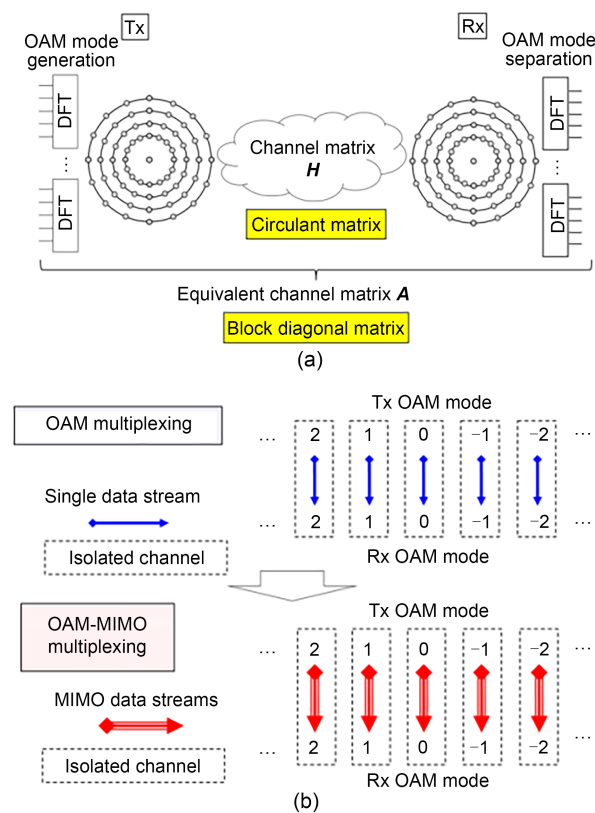 Tx
Rx
OAM mode
generation
OAM mode
separation
DFT
DFT
...
...
DFT
DFT
Channel matrix
H
Circulant matrix
Equivalent channel matrix A
Block diagonal matrix
(a)
Tx OAM mode
OAM multiplexing
... 2 1 0 −1 −2 ...
Single data stream
... 2 1 0 −1 −2 ...
Isolated channel
Rx OAM mode
OAM-MIMO
multiplexing
Tx OAM mode
... 2 1 0 −1 −2 ...
MIMO data streams
... 2 1 0 −1 −2 ...
Isolated channel
Rx OAM mode
(b)